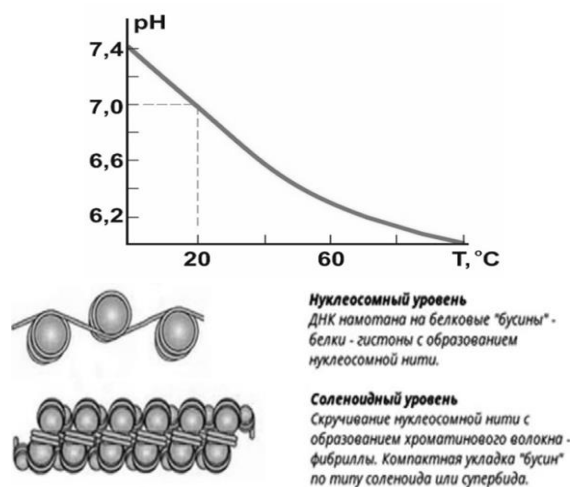 pH
7,4
7,0
6,6
6,2
20
60
T, °C
Нуклеосомный уровень
ДНК намотана на белковые "бусины" -
белки - гистоны с образованием
нуклеосомной нити.
Соленоидный уровень
Скручивание нуклеосомной нити с
образованием хроматинового волокна -
фибриллы. Компактная укладка "бусин"
по типу соленоида или супербида.